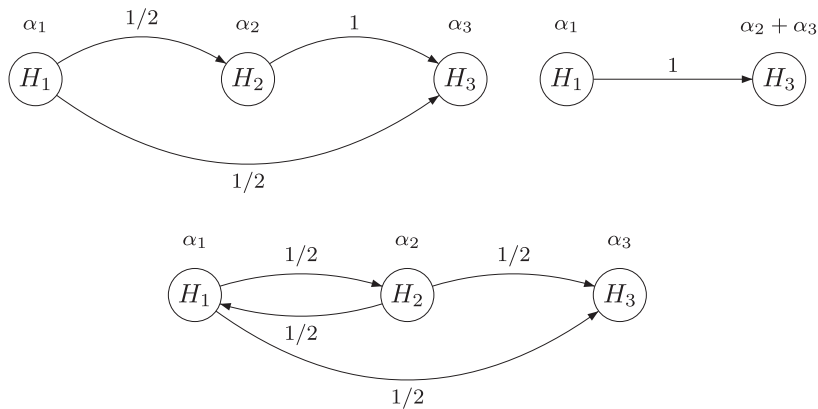 α₁ 1/2 α₂ 1 α₃
H₁ H₂ H₃
1/2
α₁ α₂ + α₃
H₁ 1 H₃
α₁ 1/2 α₂ 1/2 α₃
H₁ H₂ H₃
1/2
1/2